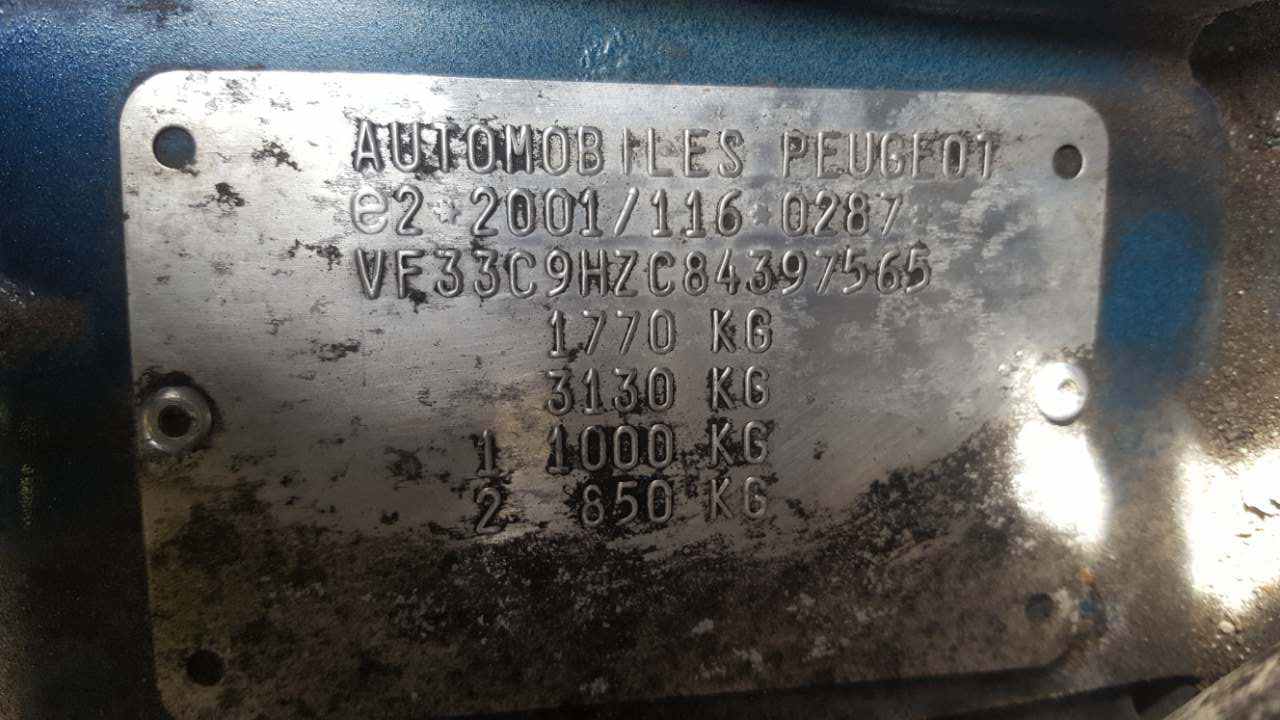 AUTOMOBILES PEUGEOT
e2*2001/116*0287
VF33C9HZC84397565
1770 KG
3130 KG
1 1000 KG
2 850 KG